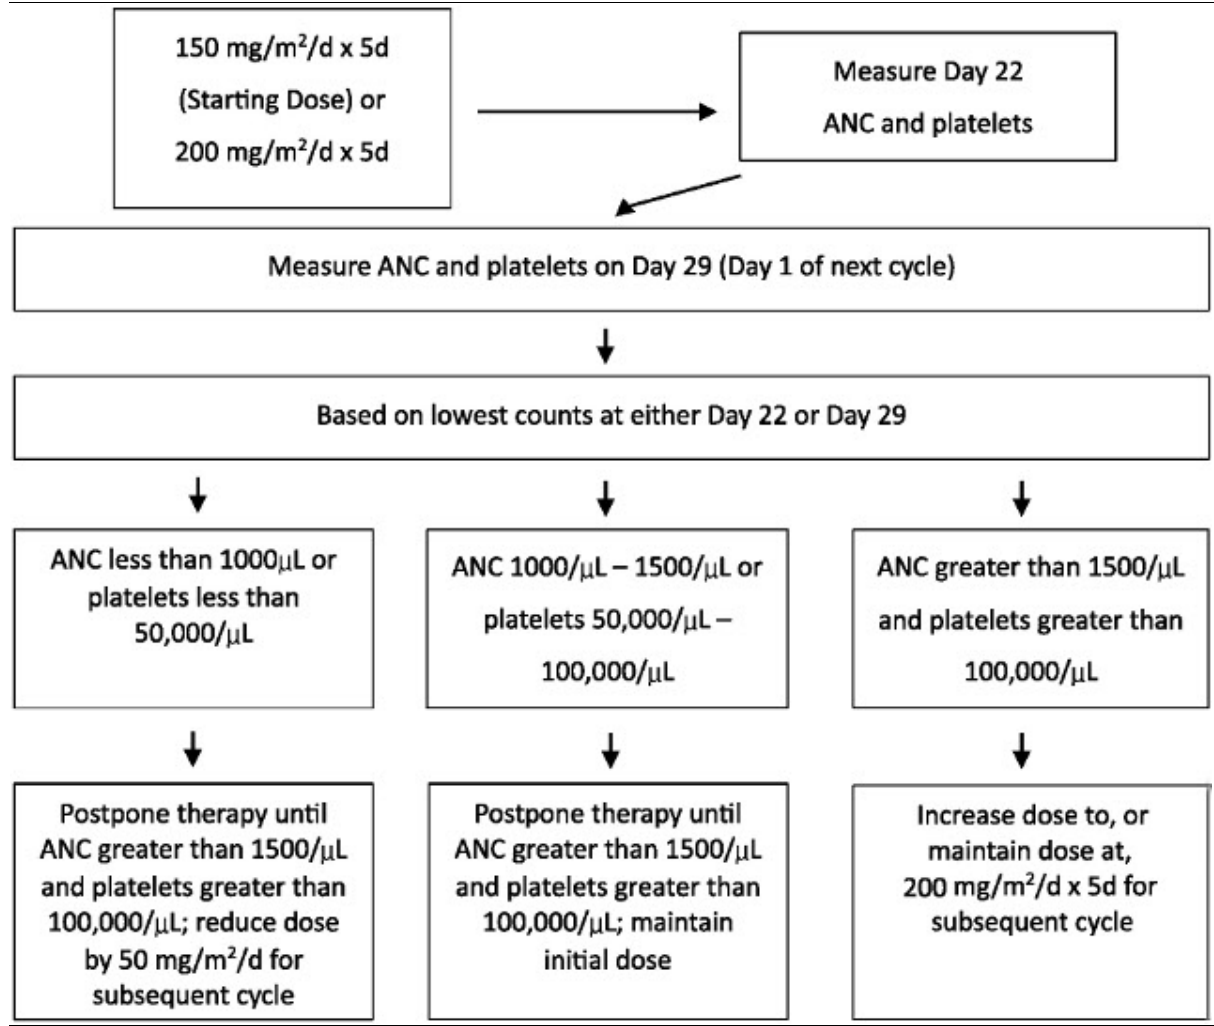 150 mg/m²/d x 5d
(Starting Dose) or
200 mg/m²/d x 5d
Measure Day 22
ANC and platelets
Measure ANC and platelets on Day 29 (Day 1 of next cycle)
Based on lowest counts at either Day 22 or Day 29
ANC less than 1000μL or
platelets less than
50,000/μL
ANC 1000/μL – 1500/μL or
platelets 50,000/μL –
100,000/μL
ANC greater than 1500/μL
and platelets greater than
100,000/μL
Postpone therapy until
ANC greater than 1500/μL
and platelets greater than
100,000/μL; reduce dose
by 50 mg/m²/d for
subsequent cycle
Postpone therapy until
ANC greater than 1500/μL
and platelets greater than
100,000/μL; maintain
initial dose
Increase dose to, or
maintain dose at,
200 mg/m²/d x 5d for
subsequent cycle